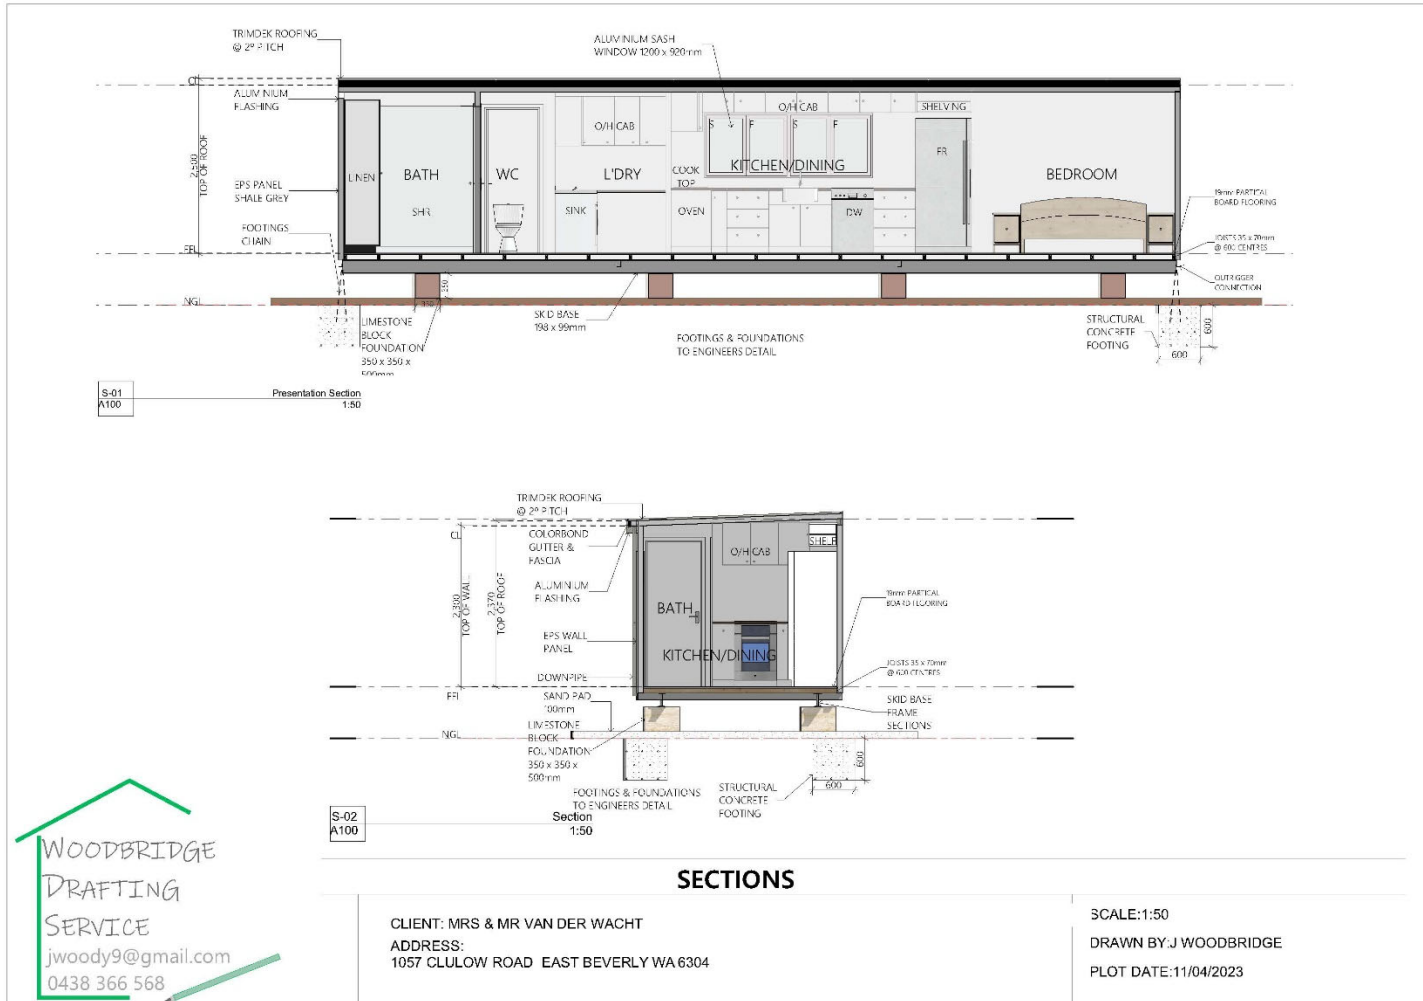 TRIMDEK ROOFING
@ 2º PITCH
ALUMINIUM SASH
WINDOW 1200 x 920mm
CL
ALUMINIUM
FLASHING
2,500
TOP OF ROOF
EPS PANEL
SHALE GREY
FOOTINGS
CHAIN
FFL
NGL
LINEN
BATH
SHR
WC
O/H CAB
L'DRY
SINK
COOK
TOP
OVEN
O/H CAB
S
F
S
F
KITCHEN/DINING
DW
SHELVING
FR
BEDROOM
19mm PARTICAL
BOARD FLOORING
JOISTS 35 x 70mm
@ 600 CENTRES
OUTRIGGER
CONNECTION
350
350
LIMESTONE
BLOCK
FOUNDATION
350 x 350 x
500mm
SKID BASE
198 x 99mm
FOOTINGS & FOUNDATIONS
TO ENGINEERS DETAIL
STRUCTURAL
CONCRETE
FOOTING
600
600
S-01
A100
Presentation Section
1:50
TRIMDEK ROOFING
@ 2º PITCH
CL
COLORBOND
GUTTER &
FASCIA
ALUMINIUM
FLASHING
2,300
TOP OF WALL
2,370
TOP OF ROOF
EPS WALL
PANEL
DOWNPIPE
FFL
SAND PAD
100mm
NGL
LIMESTONE
BLOCK
FOUNDATION
350 x 350 x
500mm
O/H CAB
SHELF
BATH
KITCHEN/DINING
19mm PARTICAL
BOARD FLOORING
JOISTS 35 x 70mm
@ 600 CENTRES
SKID BASE
FRAME
SECTIONS
600
600
FOOTINGS & FOUNDATIONS
TO ENGINEERS DETAIL
STRUCTURAL
CONCRETE
FOOTING
S-02
A100
Section
1:50
WOODBRIDGE
DRAFTING
SERVICE
jwoody9@gmail.com
0438 366 568
SECTIONS
CLIENT: MRS & MR VAN DER WACHT
ADDRESS:
1057 CLULOW ROAD EAST BEVERLY WA 6304
SCALE:1:50
DRAWN BY:J WOODBRIDGE
PLOT DATE:11/04/2023